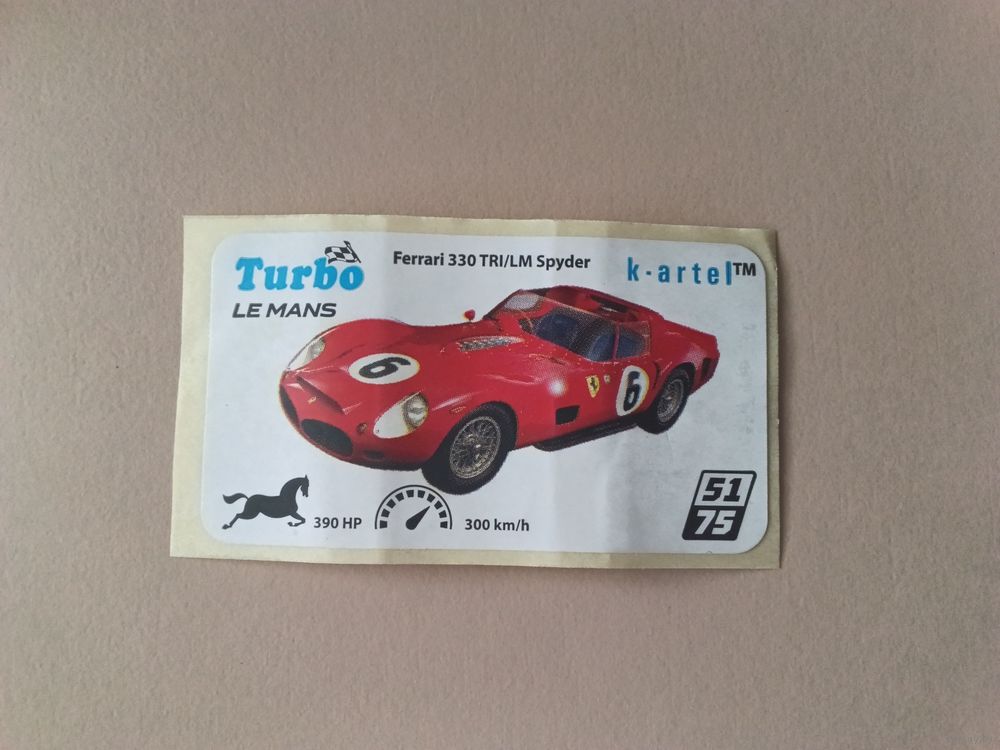 Turbo
LE MANS
Ferrari 330 TRI/LM Spyder
k-artel™
6
6
390 HP
300 km/h
51
75